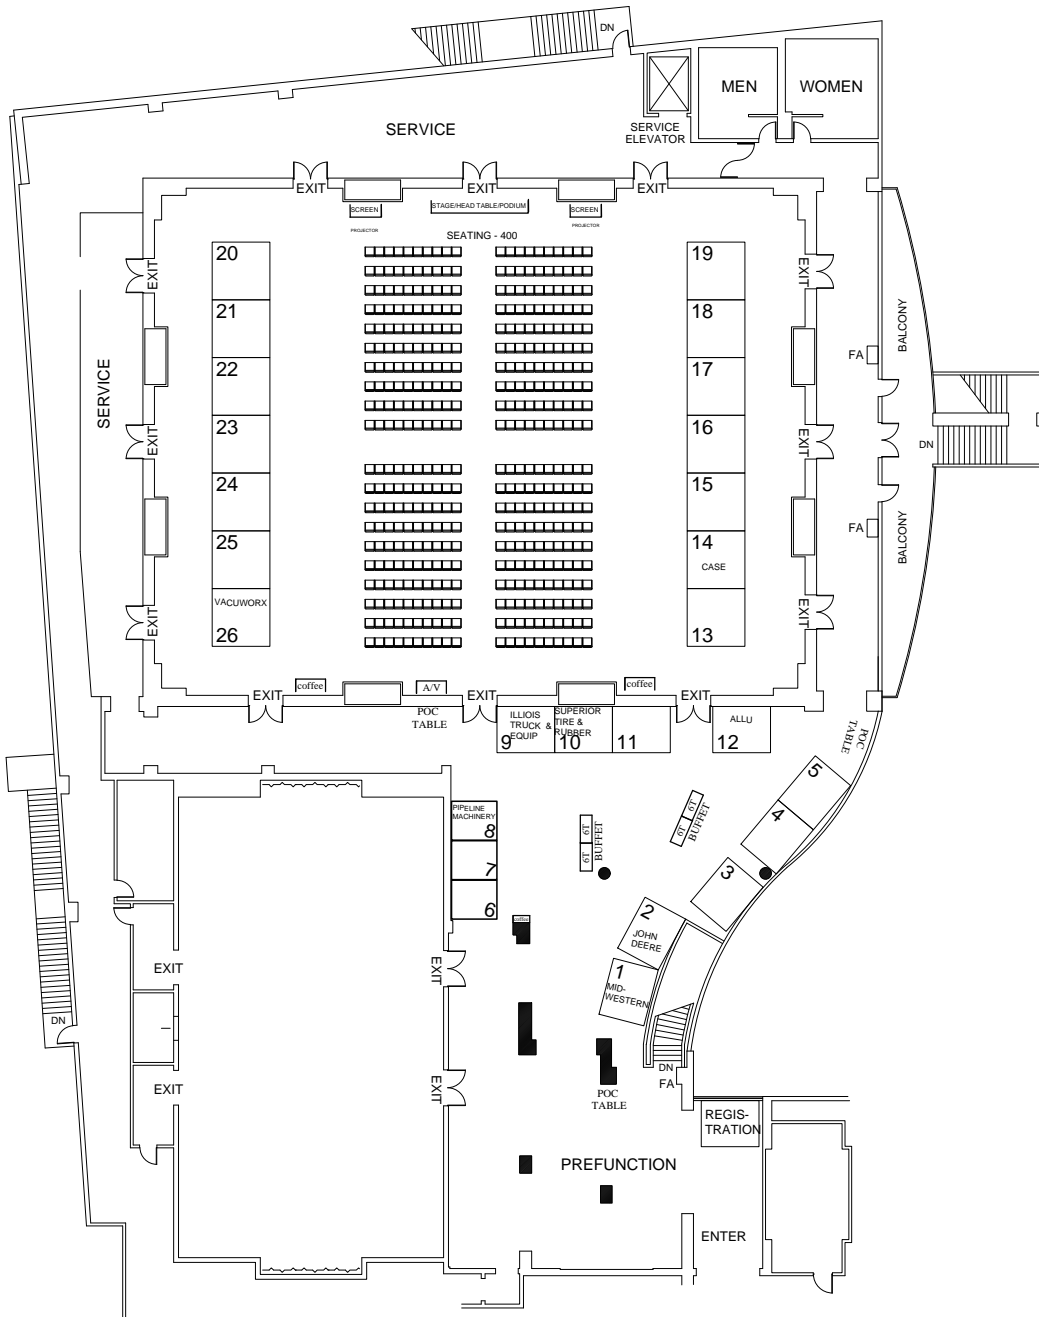 DN
MEN
WOMEN
SERVICE
SERVICE
ELEVATOR
EXIT
EXIT
EXIT
SCREEN
STAGE/HEAD TABLE/PODIUM
SCREEN
PROJECTOR
PROJECTOR
SEATING - 400
20
19
EXIT
EXIT
21
18
BALCONY
FA
SERVICE
22
17
23
16
EXIT
EXIT
DN
24
15
BALCONY
FA
25
14
CASE
VACUWORX
26
13
EXIT
EXIT
coffee
A/V
coffee
EXIT
EXIT
EXIT
POC
TABLE
ILLIOIS
TRUCK &
EQUIP
9
SUPERIOR
TIRE &
RUBBER
10
11
ALLU
12
POC
TABLE
5
4
3
PIPELINE
MACHINERY
8
7
6
6T
6T
BUFFET
6T
6T
BUFFET
coffee
2
JOHN
DEERE
1
MID-
WESTERN
EXIT
EXIT
DN
EXIT
EXIT
DN
FA
POC
TABLE
REGIS-
TRATION
PREFUNCTION
ENTER